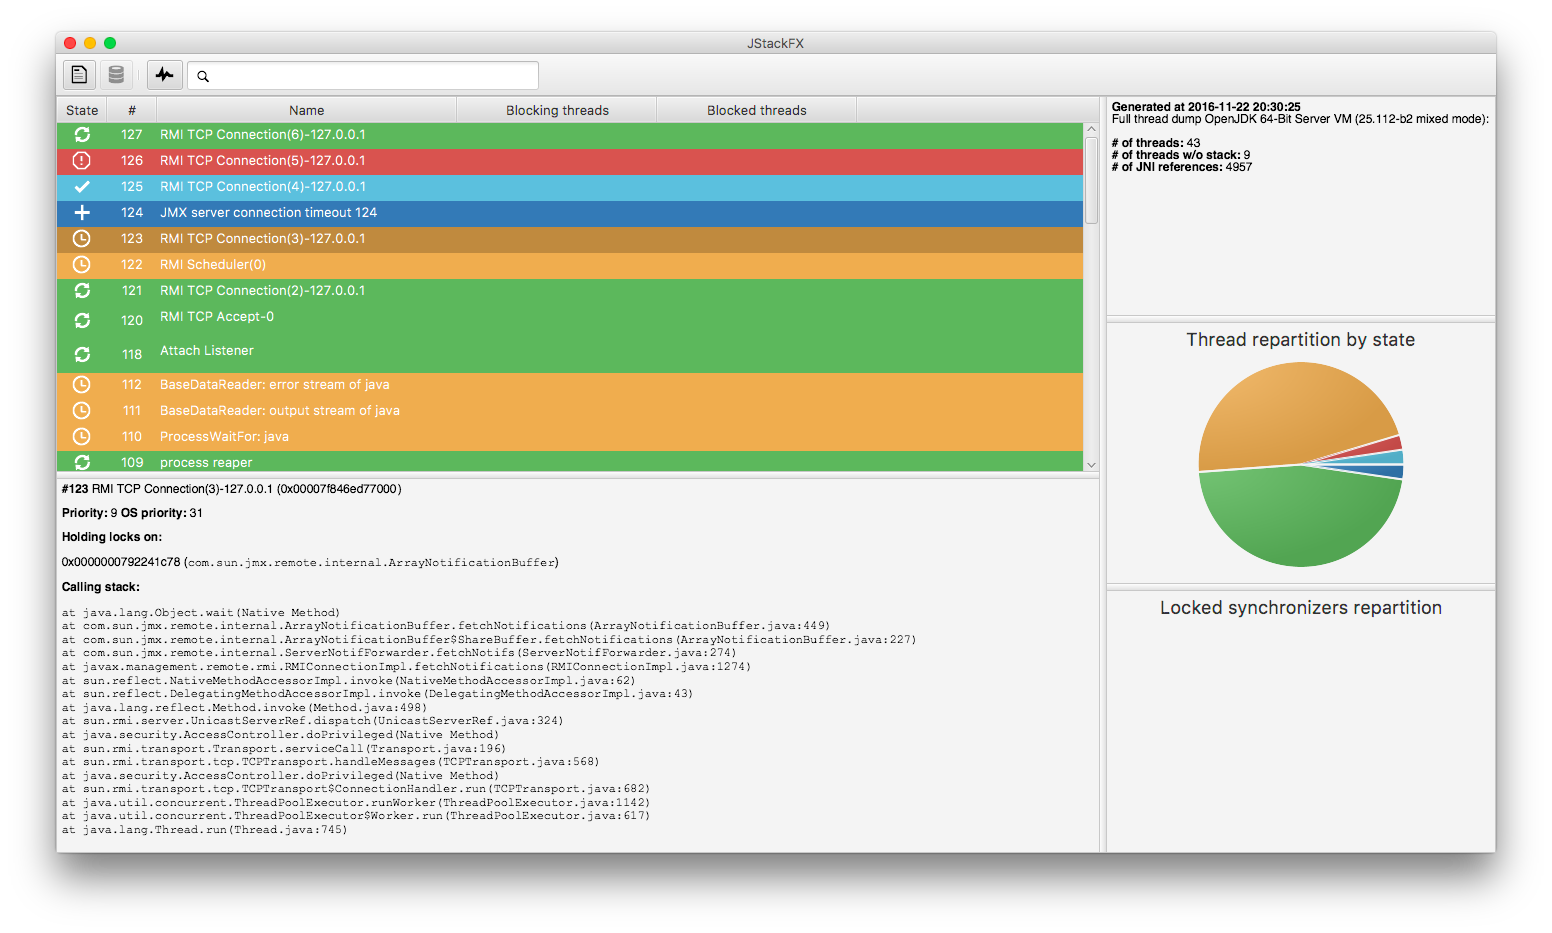 JStackFX
State # Name Blocking threads Blocked threads
127 RMI TCP Connection(6)-127.0.0.1
126 RMI TCP Connection(5)-127.0.0.1
125 RMI TCP Connection(4)-127.0.0.1
124 JMX server connection timeout 124
123 RMI TCP Connection(3)-127.0.0.1
122 RMI Scheduler(0)
121 RMI TCP Connection(2)-127.0.0.1
120 RMI TCP Accept-0
118 Attach Listener
112 BaseDataReader: error stream of java
111 BaseDataReader: output stream of java
110 ProcessWaitFor: java
109 process reaper
#123 RMI TCP Connection(3)-127.0.0.1 (0x00007f846ed77000)
Priority: 9 OS priority: 31
Holding locks on:
0x0000000792241c78 (com.sun.jmx.remote.internal.ArrayNotificationBuffer)
Calling stack:
at java.lang.Object.wait(Native Method)
at com.sun.jmx.remote.internal.ArrayNotificationBuffer.fetchNotifications(ArrayNotificationBuffer.java:449)
at com.sun.jmx.remote.internal.ArrayNotificationBuffer$ShareBuffer.fetchNotifications(ArrayNotificationBuffer.java:227)
at com.sun.jmx.remote.internal.ServerNotifForwarder.fetchNotifs(ServerNotifForwarder.java:274)
at javax.management.remote.rmi.RMIConnectionImpl.fetchNotifications(RMIConnectionImpl.java:1274)
at sun.reflect.NativeMethodAccessorImpl.invoke(NativeMethodAccessorImpl.java:62)
at sun.reflect.DelegatingMethodAccessorImpl.invoke(DelegatingMethodAccessorImpl.java:43)
at java.lang.reflect.Method.invoke(Method.java:498)
at sun.rmi.server.UnicastServerRef.dispatch(UnicastServerRef.java:324)
at java.security.AccessController.doPrivileged(Native Method)
at sun.rmi.transport.Transport.serviceCall(Transport.java:196)
at sun.rmi.transport.tcp.TCPTransport.handleMessages(TCPTransport.java:568)
at java.security.AccessController.doPrivileged(Native Method)
at sun.rmi.transport.tcp.TCPTransport$ConnectionHandler.run(TCPTransport.java:682)
at java.util.concurrent.ThreadPoolExecutor.runWorker(ThreadPoolExecutor.java:1142)
at java.util.concurrent.ThreadPoolExecutor$Worker.run(ThreadPoolExecutor.java:617)
at java.lang.Thread.run(Thread.java:745)
Generated at 2016-11-22 20:30:25
Full thread dump OpenJDK 64-Bit Server VM (25.112-b2 mixed mode):
# of threads: 43
# of threads w/o stack: 9
# of JNI references: 4957
Thread repartition by state
Locked synchronizers repartition